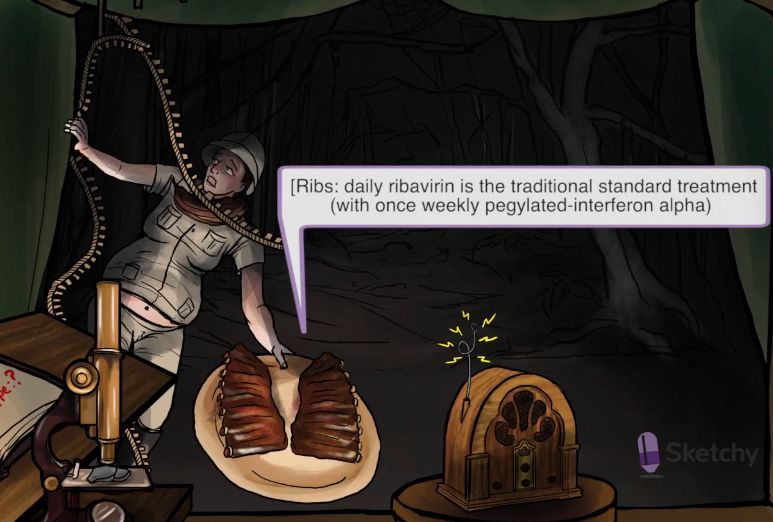 [Ribs: daily ribavirin is the traditional standard treatment
(with once weekly pegylated-interferon alpha)
Sketchy